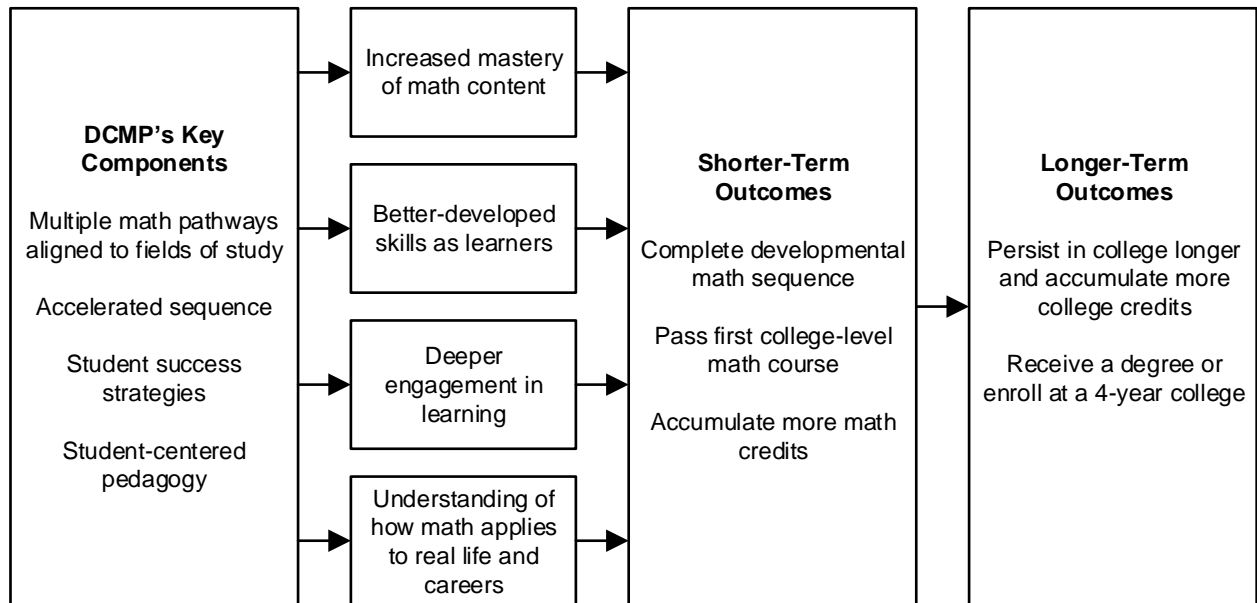 DCMP's Key
Components
Multiple math pathways
aligned to fields of study
Accelerated sequence
Student success
strategies
Student-centered
pedagogy
Increased mastery
of math content
Better-developed
skills as learners
Deeper
engagement in
learning
Understanding of
how math applies
to real life and
careers
Shorter-Term
Outcomes
Complete developmental
math sequence
Pass first college-level
math course
Accumulate more math
credits
Longer-Term
Outcomes
Persist in college longer
and accumulate more
college credits
Receive a degree or
enroll at a 4-year college